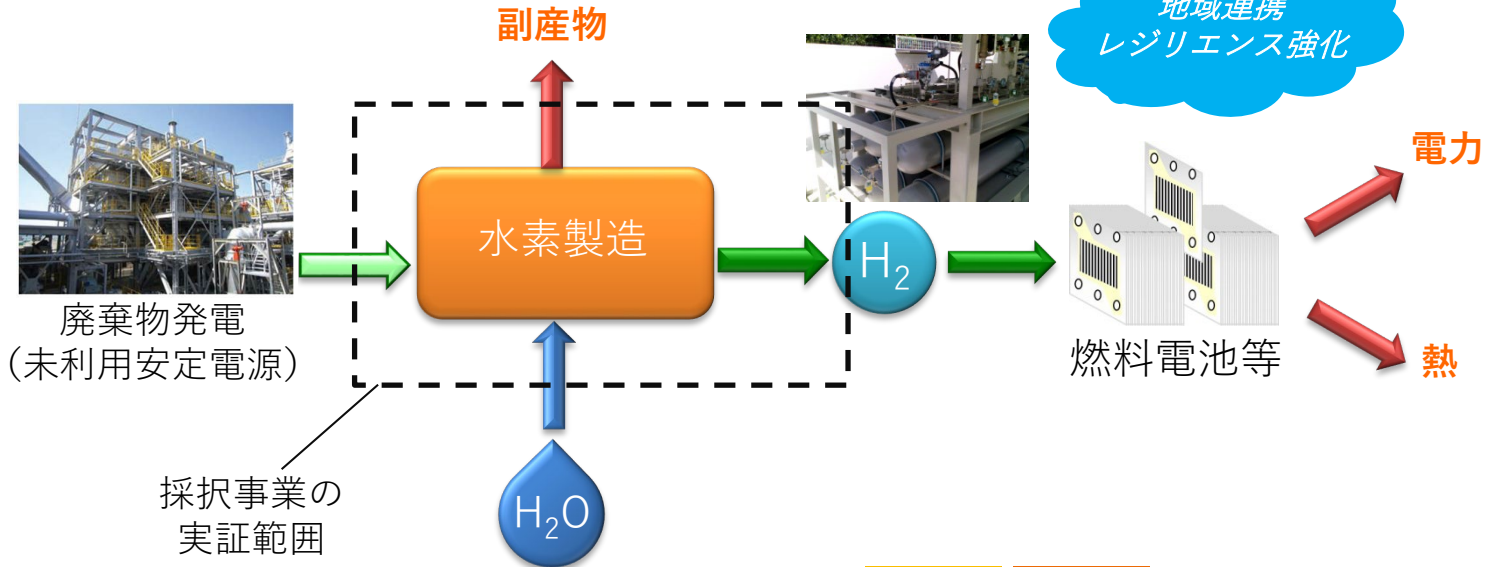 副産物
地域連携
レジリエンス強化
水素製造
H₂
電力
廃棄物発電
(未利用安定電源)
燃料電池等
熱
採択事業の
実証範囲
H₂O